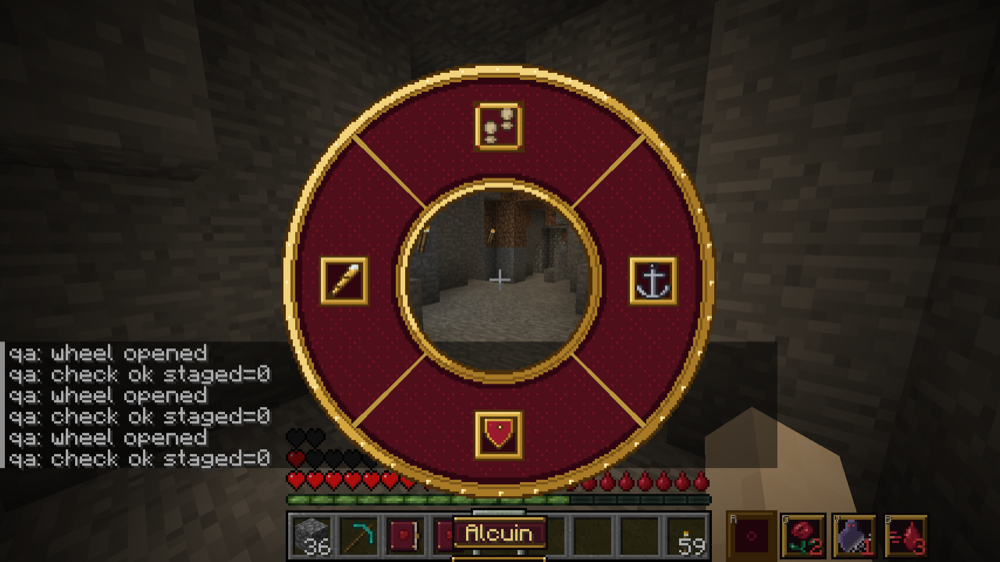 qa: wheel opened
qa: check ok staged=0
qa: wheel opened
qa: check ok staged=0
qa: wheel opened
qa: check ok staged=0
36
Alcuin
59
R
2
1
3